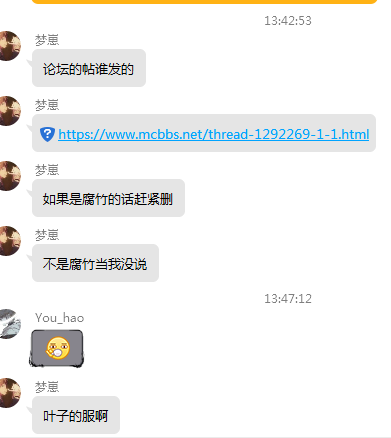 13:42:53
梦崽
论坛的帖谁发的
梦崽
https://www.mcbbs.net/thread-1292269-1-1.html
梦崽
如果是腐竹的话赶紧删
梦崽
不是腐竹当我没说
13:47:12
You_hao
梦崽
叶子的服啊